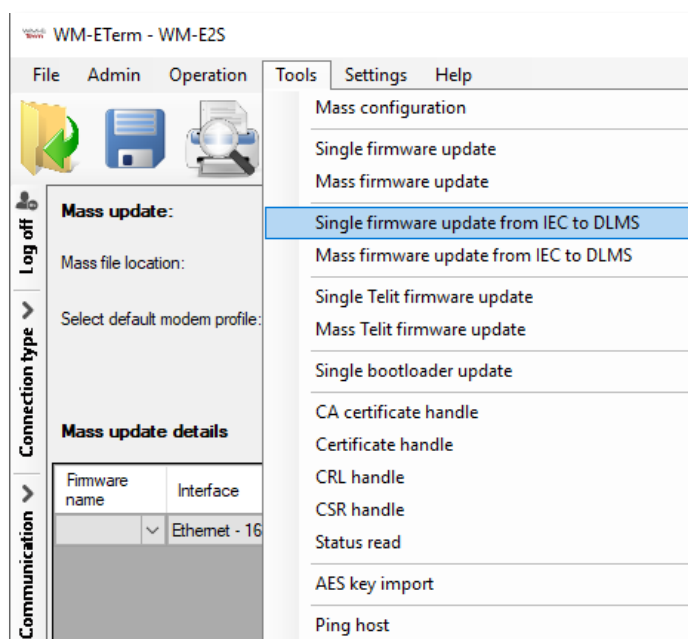 WM-E Term
WM-ETerm - WM-E2S
File Admin Operation Tools Settings Help
Mass configuration
Single firmware update
Mass firmware update
Single firmware update from IEC to DLMS
Mass firmware update from IEC to DLMS
Single Telit firmware update
Mass Telit firmware update
Single bootloader update
CA certificate handle
Certificate handle
CRL handle
CSR handle
Status read
AES key import
Ping host
Log off
Connection type
Communication
Mass update:
Mass file location:
Select default modem profile:
Mass update details
Firmware name
Interface
Ethernet - 16